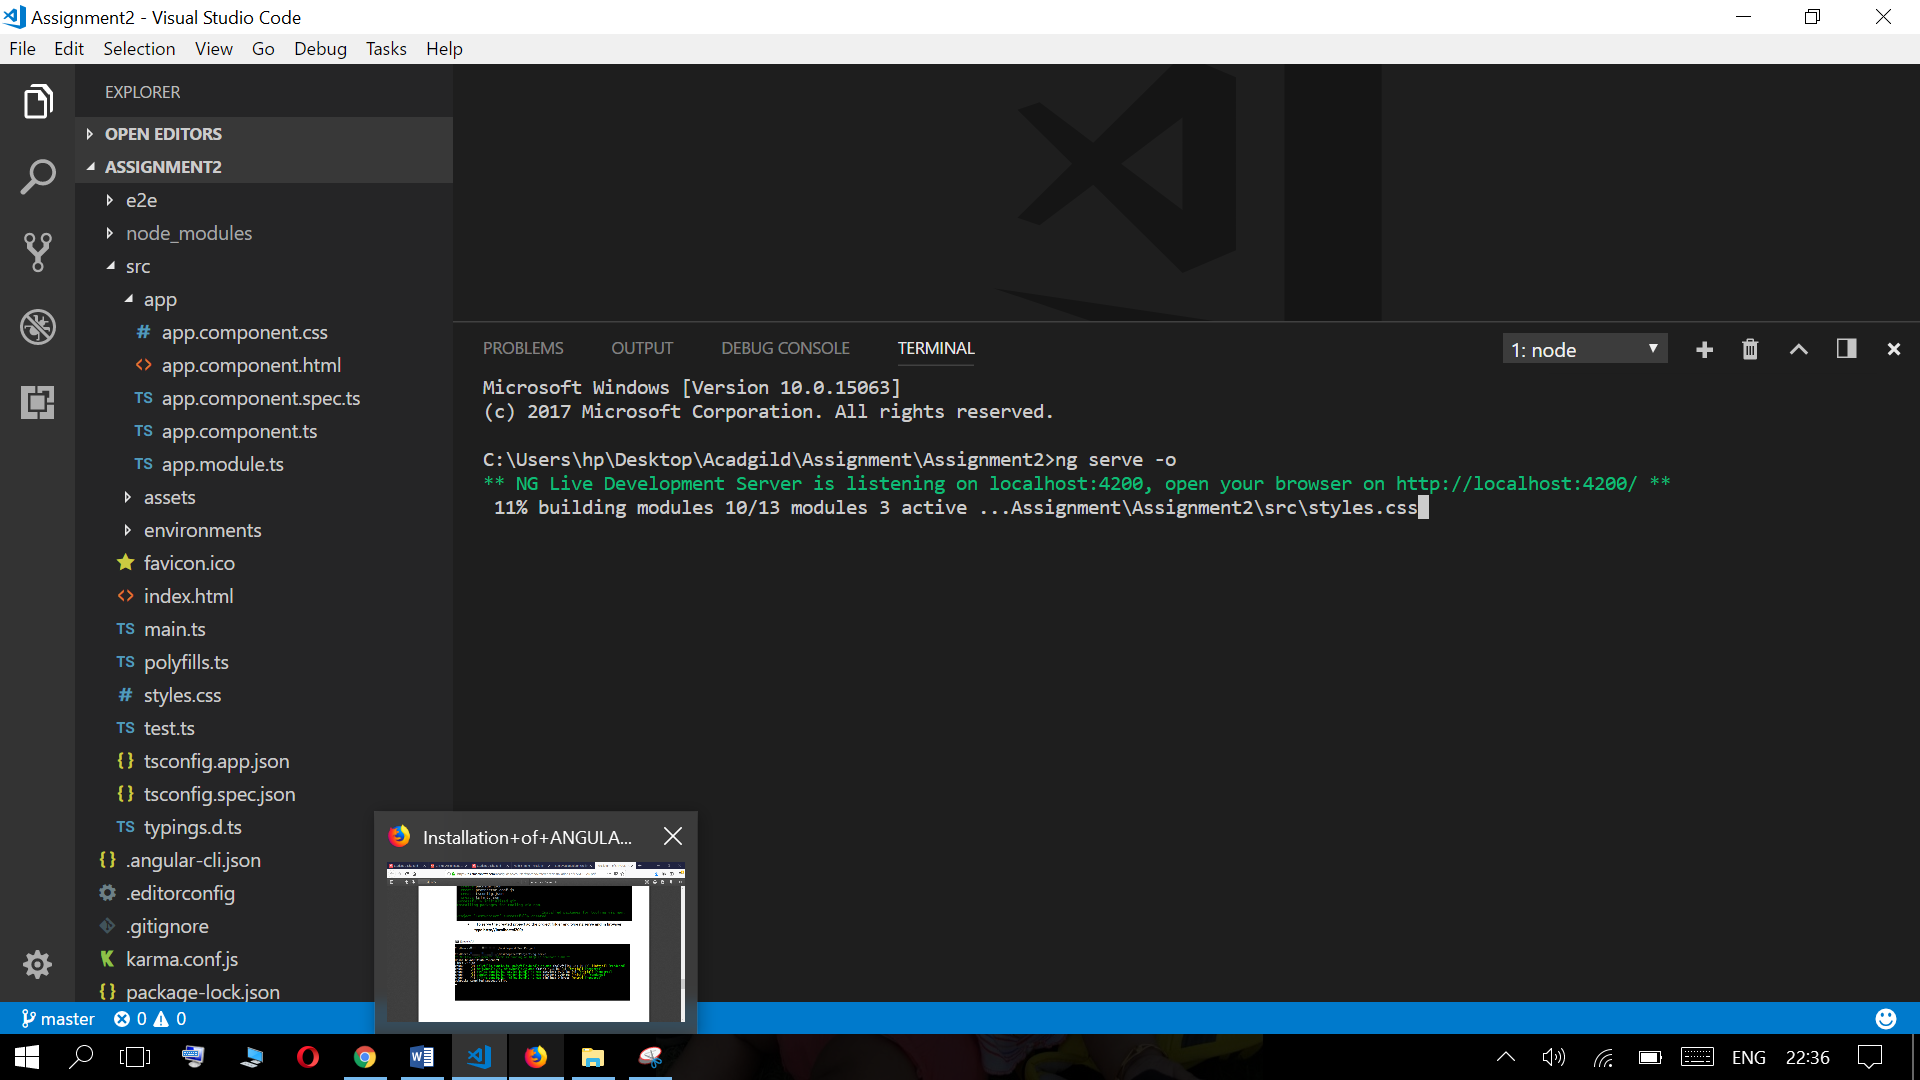 Assignment2 - Visual Studio Code
File Edit Selection View Go Debug Tasks Help
EXPLORER
OPEN EDITORS
ASSIGNMENT2
e2e
node_modules
src
app
# app.component.css
<> app.component.html
TS app.component.spec.ts
TS app.component.ts
TS app.module.ts
assets
environments
favicon.ico
<> index.html
TS main.ts
TS polyfills.ts
# styles.css
TS test.ts
{} tsconfig.app.json
{} tsconfig.spec.json
TS typings.d.ts
{} .angular-cli.json
.editorconfig
.gitignore
karma.conf.js
{} package-lock.json
PROBLEMS OUTPUT DEBUG CONSOLE TERMINAL
1: node
Microsoft Windows [Version 10.0.15063]
(c) 2017 Microsoft Corporation. All rights reserved.
C:\Users\hp\Desktop\Acadgild\Assignment\Assignment2>ng serve -o
** NG Live Development Server is listening on localhost:4200, open your browser on http://localhost:4200/ **
11% building modules 10/13 modules 3 active ...Assignment\Assignment2\src\styles.css
Installation+of+ANGULA...
master 0 0
ENG 22:36